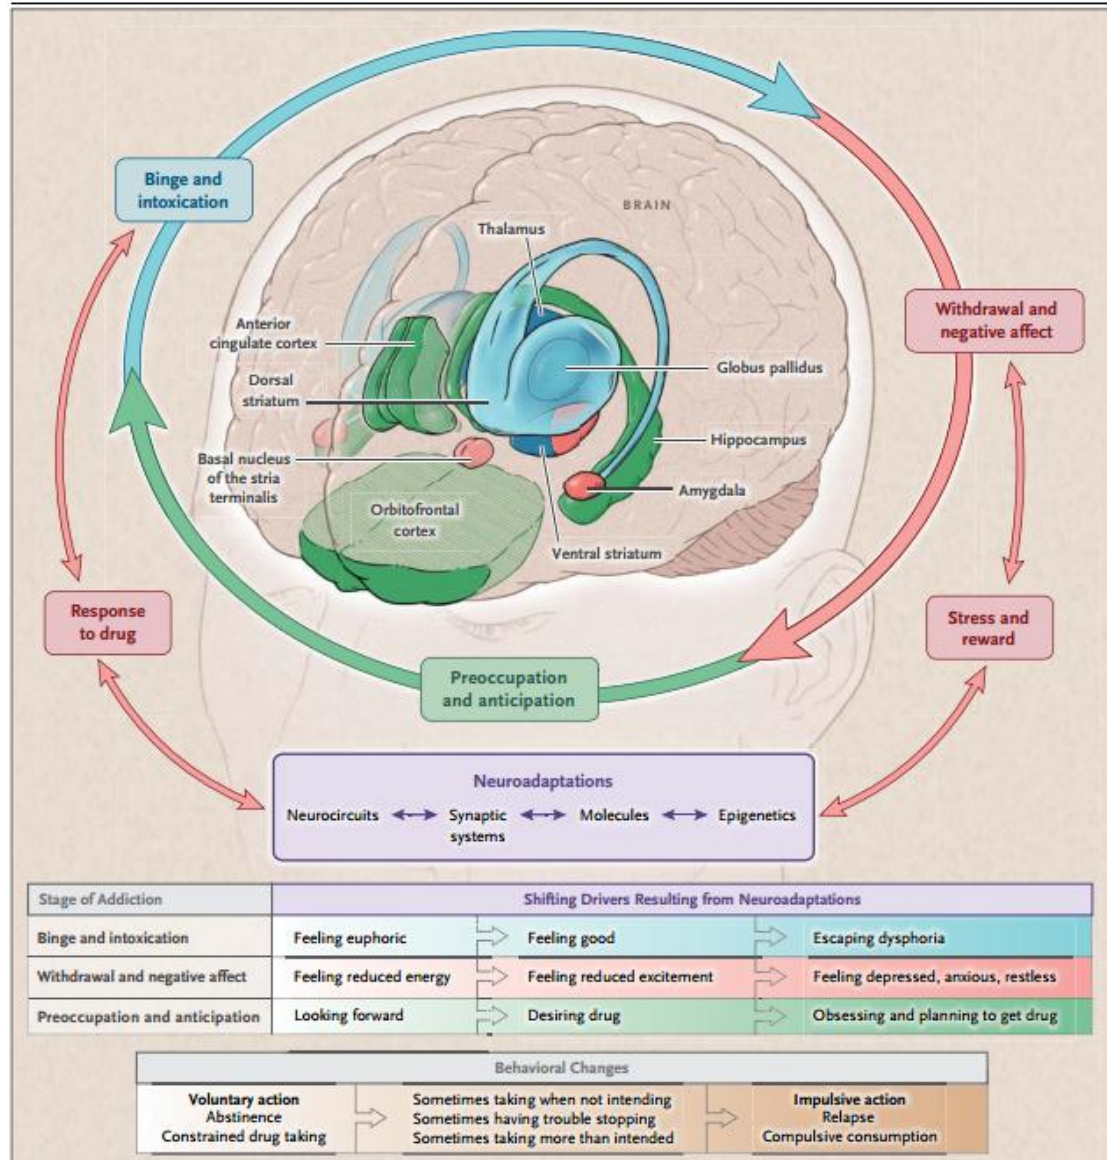 Binge and
intoxication
BRAIN
Thalamus
Withdrawal and
negative affect
Anterior
cingulate cortex
Globus pallidus
Dorsal
striatum
Hippocampus
Basal nucleus
of the stria
terminalis
Amygdala
Orbitofrontal
cortex
Ventral striatum
Response
to drug
Stress and
reward
Preoccupation
and anticipation
Neuroadaptations
Neurocircuits
Synaptic
systems
Molecules
Epigenetics
Stage of Addiction Shifting Drivers Resulting from Neuroadaptations
Binge and intoxication Feeling euphoric Feeling good Escaping dysphoria
Withdrawal and negative affect Feeling reduced energy Feeling reduced excitement Feeling depressed, anxious, restless
Preoccupation and anticipation Looking forward Desiring drug Obsessing and planning to get drug
Behavioral Changes
Voluntary action Sometimes taking when not intending Impulsive action
Abstinence Sometimes having trouble stopping Relapse
Constrained drug taking Sometimes taking more than intended Compulsive consumption